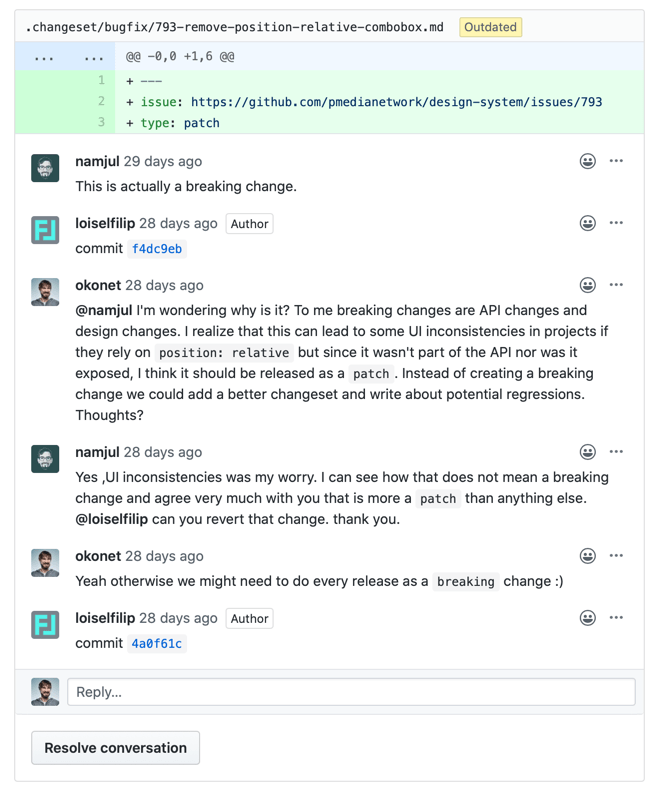 .changeset/bugfix/793-remove-position-relative-combobox.md Outdated
... ... @@ -0,0 +1,6 @@
1 + ---
2 + issue: https://github.com/pmedianetwork/design-system/issues/793
3 + type: patch
namjul 29 days ago
This is actually a breaking change.
loiselfilip 28 days ago Author
commit f4dc9eb
okonet 28 days ago
@namjul I'm wondering why is it? To me breaking changes are API changes and
design changes. I realize that this can lead to some UI inconsistencies in projects if
they rely on position: relative but since it wasn't part of the API nor was it
exposed, I think it should be released as a patch. Instead of creating a breaking
change we could add a better changeset and write about potential regressions.
Thoughts?
namjul 28 days ago
Yes ,UI inconsistencies was my worry. I can see how that does not mean a breaking
change and agree very much with you that is more a patch than anything else.
@loiselfilip can you revert that change. thank you.
okonet 28 days ago
Yeah otherwise we might need to do every release as a breaking change :)
loiselfilip 28 days ago Author
commit 4a0f61c
Reply...
Resolve conversation